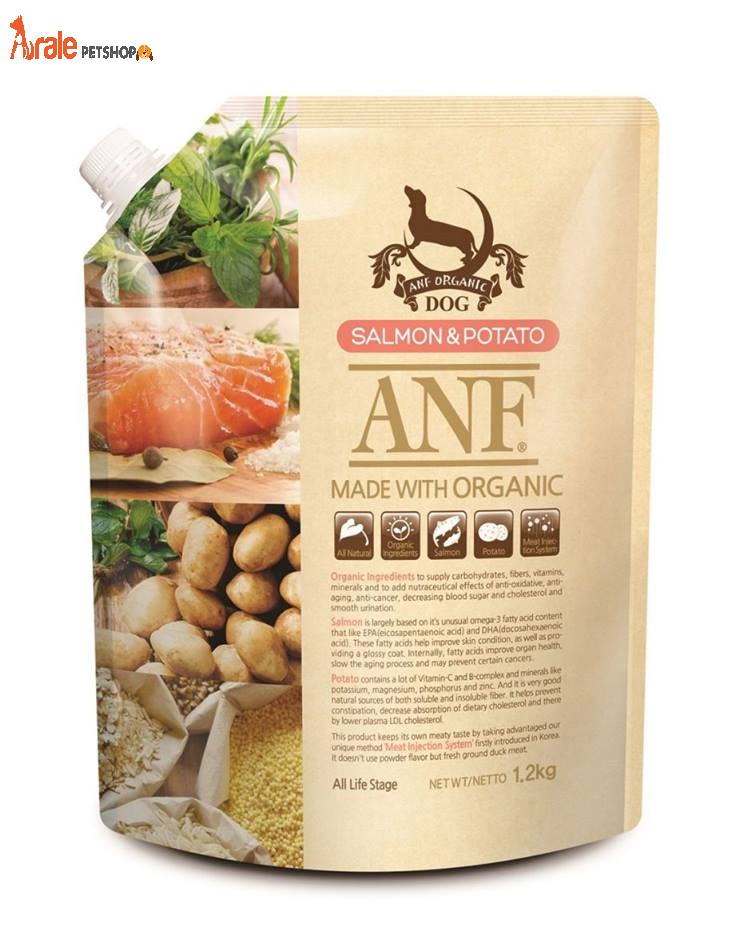 Arale PETSHOP
ANF ORGANIC
DOG
SALMON & POTATO
ANF®
MADE WITH ORGANIC
All Natural
Organic Ingredients
Salmon
Potato
Meat Injec-
tion System
Organic Ingredients to supply carbohydrates, fibers, vitamins,
minerals and to add nutraceutical effects of anti-oxidative, anti-
aging, anti-cancer, decreasing blood sugar and cholesterol and
smooth urination.
Salmon is largely based on it's unusual omega-3 fatty acid content
that like EPA(eicosapentaenoic acid) and DHA(docosahexaenoic
acid). These fatty acids help improve skin condition, as well as pro-
viding a glossy coat. Internally, fatty acids improve organ health,
slow the aging process and may prevent certain cancers.
Potato contains a lot of Vitamin-C and B-complex and minerals like
potassium, magnesium, phosphorus and zinc. And it is very good
natural sources of both soluble and insoluble fiber. It helps prevent
constipation, decrease absorption of dietary cholesterol and there
by lower plasma LDL cholesterol.
This product keeps its own meaty taste by taking advantaged our
unique method 'Meat Injection System' firstly introduced in Korea.
It doesn't use powder flavor but fresh ground duck meat.
All Life Stage
NET WT/NETTO 1.2kg